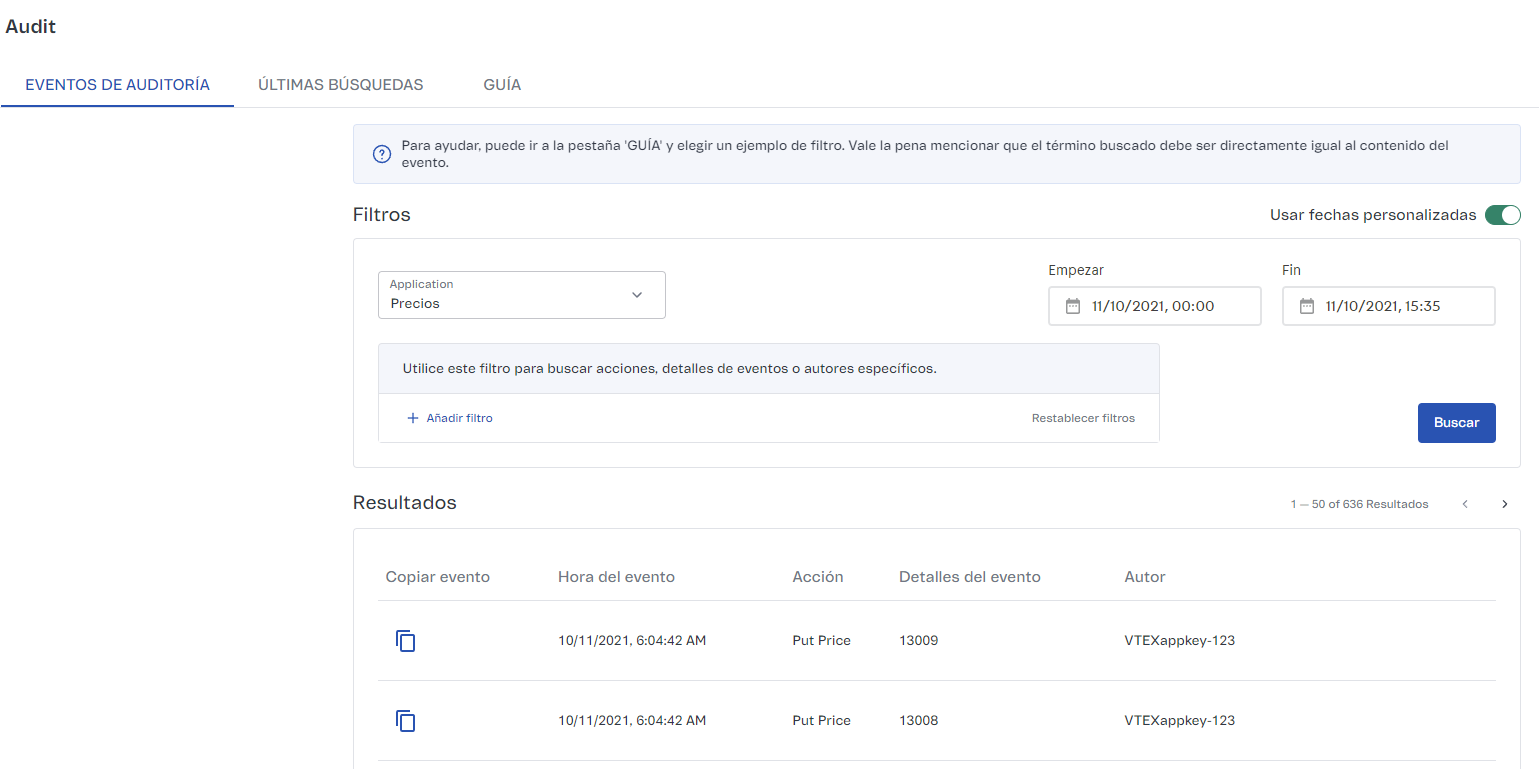 Audit
EVENTOS DE AUDITORÍA ÚLTIMAS BÚSQUEDAS GUÍA
Para ayudar, puede ir a la pestaña 'GUÍA' y elegir un ejemplo de filtro. Vale la pena mencionar que el término buscado debe ser directamente igual al contenido del
evento.
Filtros Usar fechas personalizadas
Application
Precios
Empezar Fin
11/10/2021, 00:00 11/10/2021, 15:35
Utilice este filtro para buscar acciones, detalles de eventos o autores específicos.
+ Añadir filtro Restablecer filtros
Buscar
Resultados 1 — 50 of 636 Resultados
Copiar evento Hora del evento Acción Detalles del evento Autor
10/11/2021, 6:04:42 AM Put Price 13009 VTEXappkey-123
10/11/2021, 6:04:42 AM Put Price 13008 VTEXappkey-123